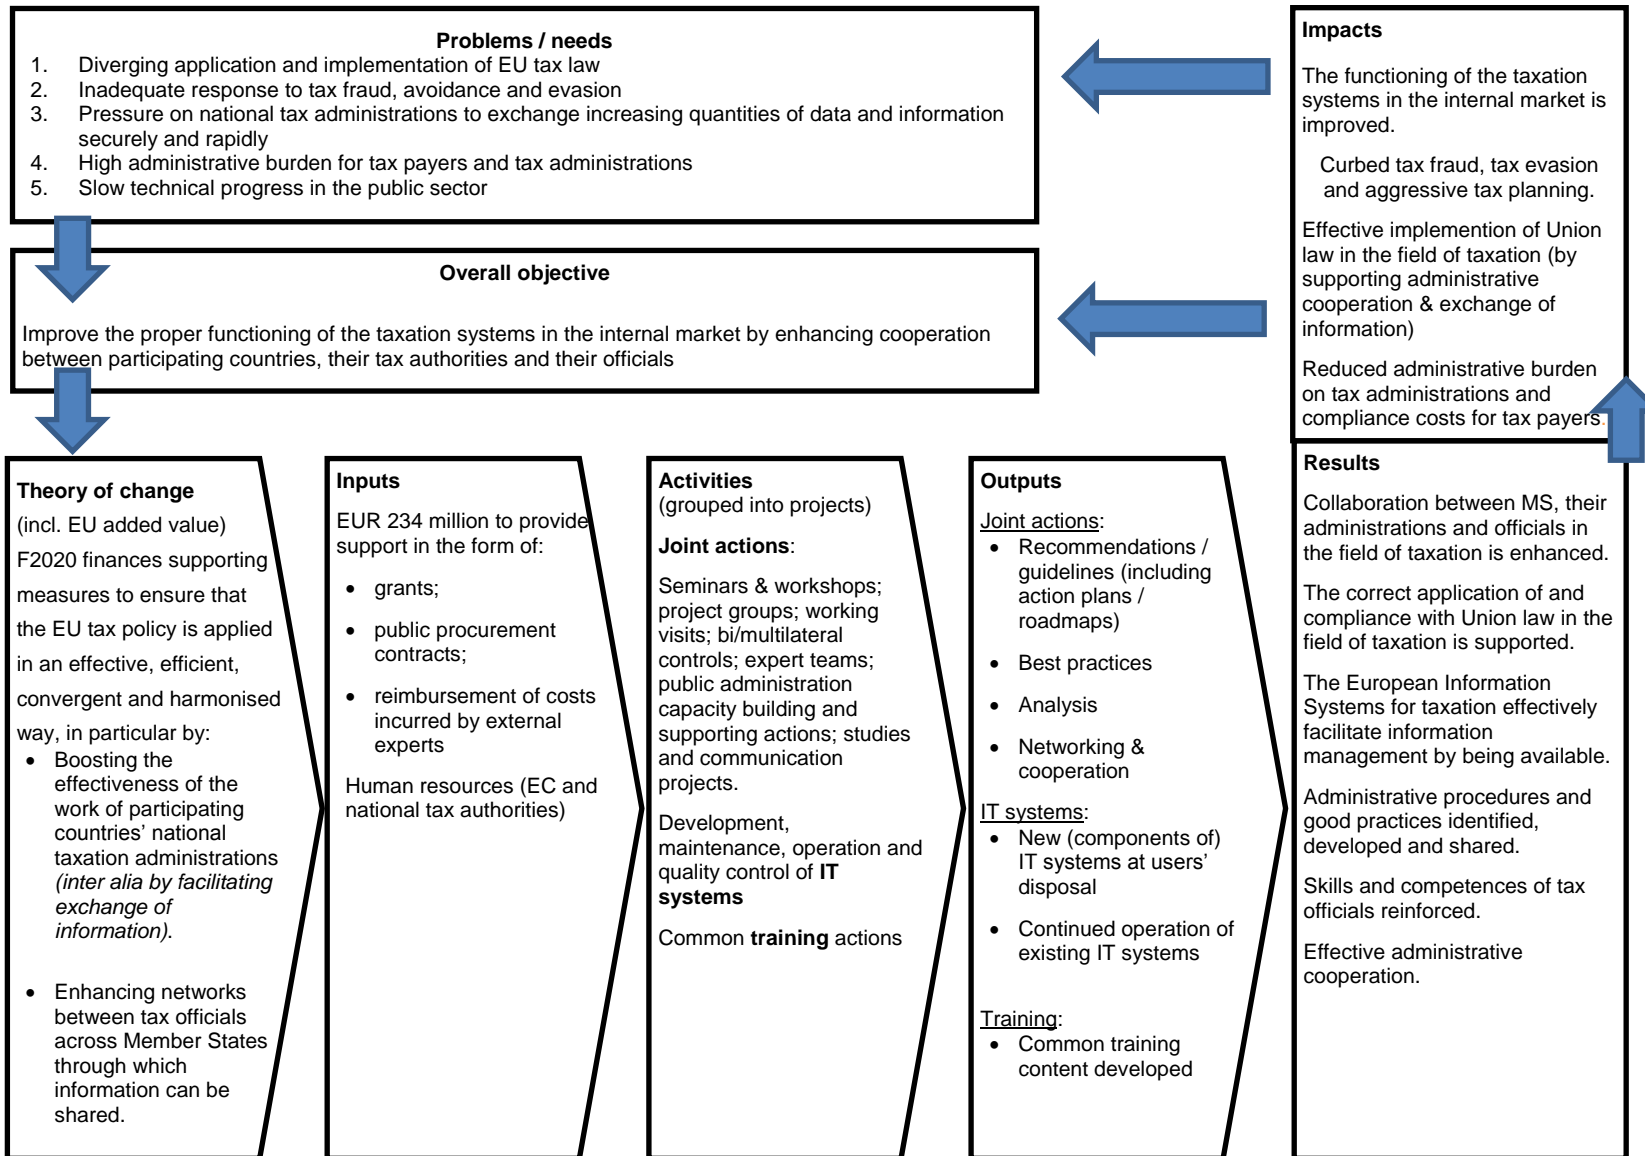 Problems / needs
1. Diverging application and implementation of EU tax law
2. Inadequate response to tax fraud, avoidance and evasion
3. Pressure on national tax administrations to exchange increasing quantities of data and information
securely and rapidly
4. High administrative burden for tax payers and tax administrations
5. Slow technical progress in the public sector
Overall objective
Improve the proper functioning of the taxation systems in the internal market by enhancing cooperation
between participating countries, their tax authorities and their officials
Theory of change
(incl. EU added value)
F2020 finances supporting
measures to ensure that
the EU tax policy is applied
in an effective, efficient,
convergent and harmonised
way, in particular by:
• Boosting the
effectiveness of the
work of participating
countries’ national
taxation administrations
(inter alia by facilitating
exchange of
information).
• Enhancing networks
between tax officials
across Member States
through which
information can be
shared.
Inputs
EUR 234 million to provide
support in the form of:
• grants;
• public procurement
contracts;
• reimbursement of costs
incurred by external
experts
Human resources (EC and
national tax authorities)
Activities
(grouped into projects)
Joint actions:
Seminars & workshops;
project groups; working
visits; bi/multilateral
controls; expert teams;
public administration
capacity building and
supporting actions; studies
and communication
projects.
Development,
maintenance, operation and
quality control of IT
systems
Common training actions
Outputs
Joint actions:
• Recommendations /
guidelines (including
action plans /
roadmaps)
• Best practices
• Analysis
• Networking &
cooperation
IT systems:
• New (components of)
IT systems at users’
disposal
• Continued operation of
existing IT systems
Training:
• Common training
content developed
Results
Collaboration between MS, their
administrations and officials in
the field of taxation is enhanced.
The correct application of and
compliance with Union law in the
field of taxation is supported.
The European Information
Systems for taxation effectively
facilitate information
management by being available.
Administrative procedures and
good practices identified,
developed and shared.
Skills and competences of tax
officials reinforced.
Effective administrative
cooperation.
Impacts
The functioning of the taxation
systems in the internal market is
improved.
Curbed tax fraud, tax evasion
and aggressive tax planning.
Effective implemention of Union
law in the field of taxation (by
supporting administrative
cooperation & exchange of
information)
Reduced administrative burden
on tax administrations and
compliance costs for tax payers.